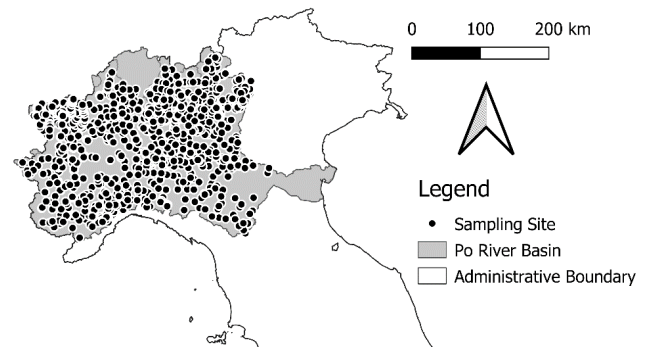 0 100 200 km
Legend
Sampling Site
Po River Basin
Administrative Boundary